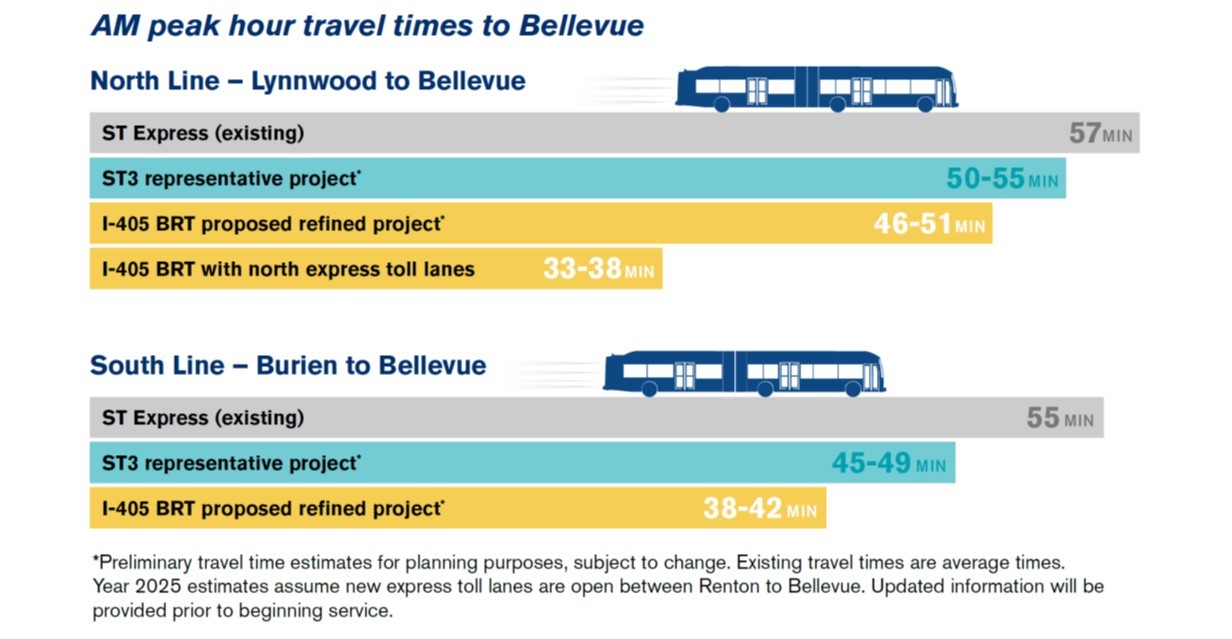 AM peak hour travel times to Bellevue
North Line – Lynnwood to Bellevue
ST Express (existing) 57 MIN
ST3 representative project* 50-55 MIN
I-405 BRT proposed refined project* 46-51 MIN
I-405 BRT with north express toll lanes 33-38 MIN
South Line – Burien to Bellevue
ST Express (existing) 55 MIN
ST3 representative project* 45-49 MIN
I-405 BRT proposed refined project* 38-42 MIN
*Preliminary travel time estimates for planning purposes, subject to change. Existing travel times are average times.
Year 2025 estimates assume new express toll lanes are open between Renton to Bellevue. Updated information will be
provided prior to beginning service.